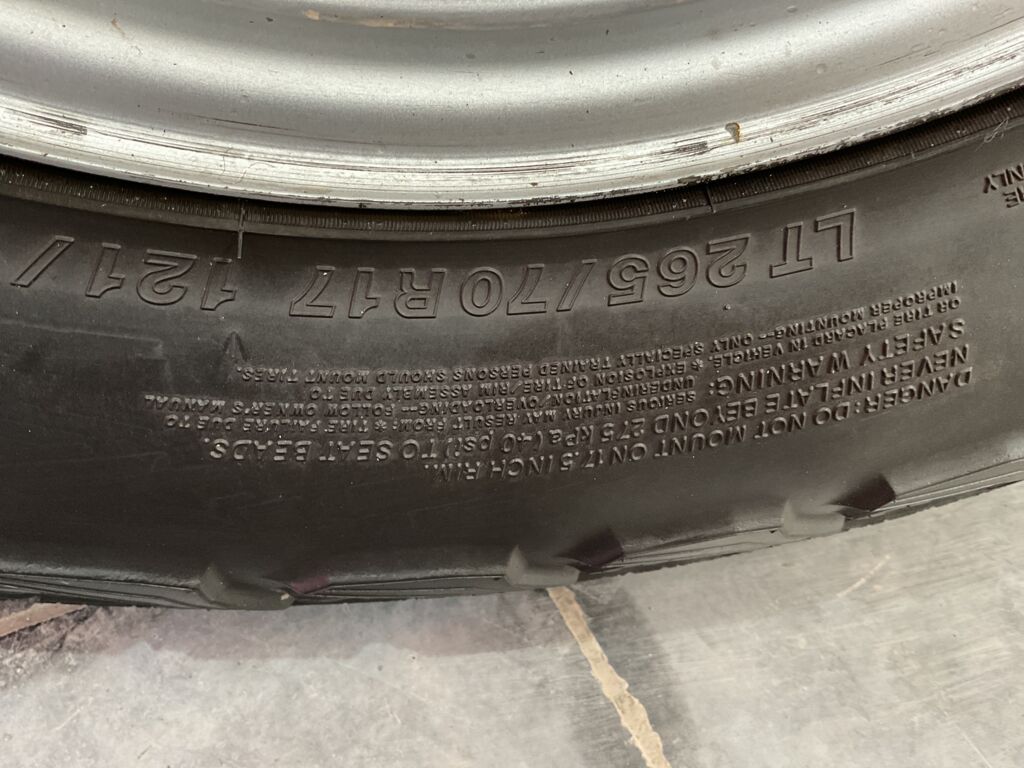 DANGER: DO NOT MOUNT ON 17.5 INCH RIM.
NEVER INFLATE BEYOND 275 kPa (40 psi) TO SEAT BEADS.
SAFETY WARNING: SERIOUS INJURY MAY RESULT FROM:* TIRE FAILURE DUE TO
UNDERINFLATION/OVERLOADING-- FOLLOW OWNER'S MANUAL
OR TIRE PLACARD IN VEHICLE. * EXPLOSION OF TIRE/RIM ASSEMBLY DUE TO
IMPROPER MOUNTING-- ONLY SPECIALLY TRAINED PERSONS SHOULD MOUNT TIRES.
LT 265/70R17 121/